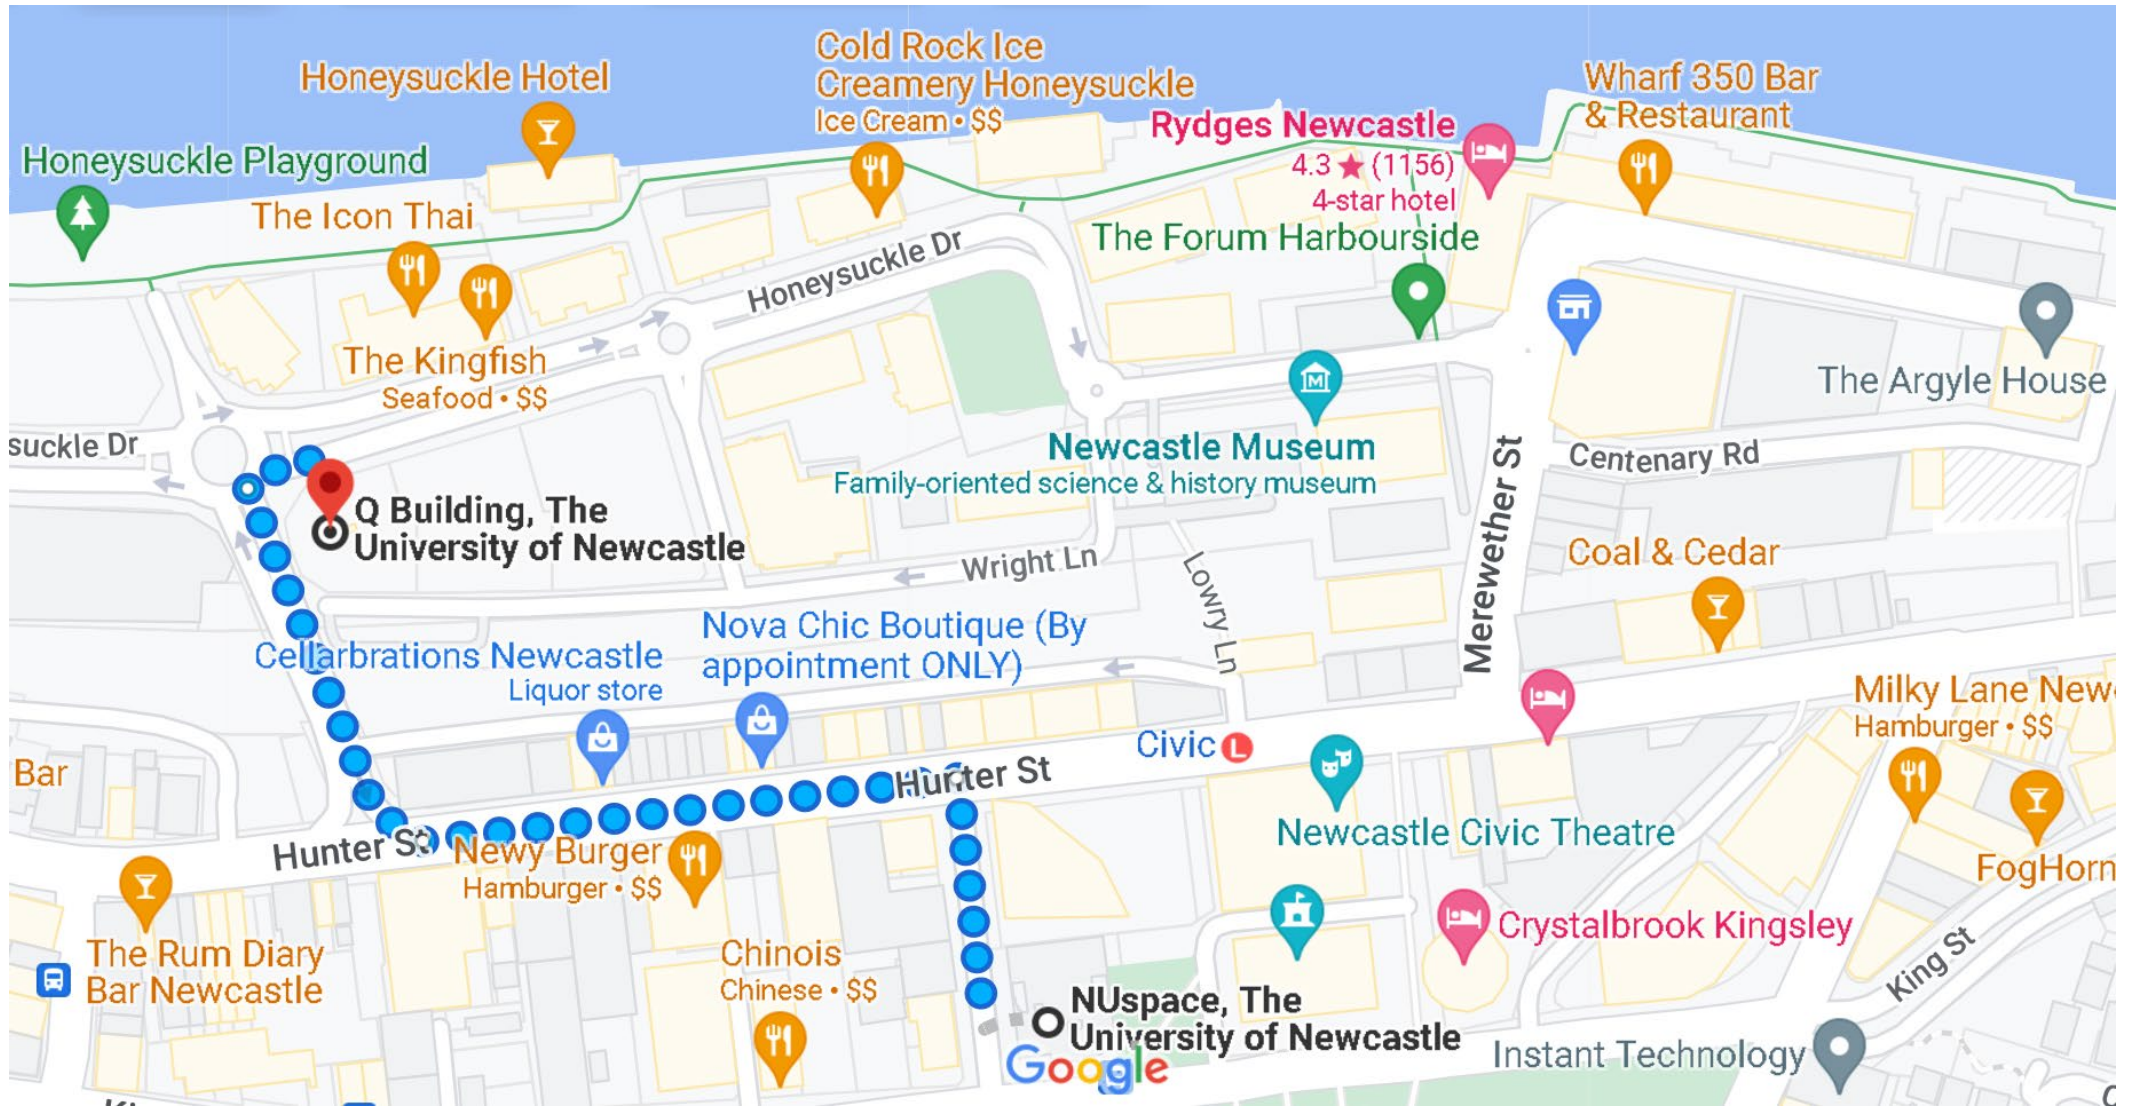 Honeysuckle Hotel
Cold Rock Ice
Creamery Honeysuckle
Ice Cream • $$
Wharf 350 Bar
& Restaurant
Rydges Newcastle
4.3 ★ (1156)
4-star hotel
Honeysuckle Playground
The Icon Thai
The Forum Harbourside
Honeysuckle Dr
The Kingfish
Seafood • $$
The Argyle House
suckle Dr
Newcastle Museum
Family-oriented science & history museum
Merewether St
Centenary Rd
Q Building, The
University of Newcastle
Wright Ln
Lowry Ln
Coal & Cedar
Cellarbrations Newcastle
Liquor store
Nova Chic Boutique (By
appointment ONLY)
Milky Lane New
Hamburger • $$
Civic L
Bar
Hunter St
Newcastle Civic Theatre
Hunter St
Newy Burger
Hamburger • $$
FogHorn
The Rum Diary
Bar Newcastle
Chinois
Chinese • $$
Crystalbrook Kingsley
King St
NUspace, The
University of Newcastle
Instant Technology
Google